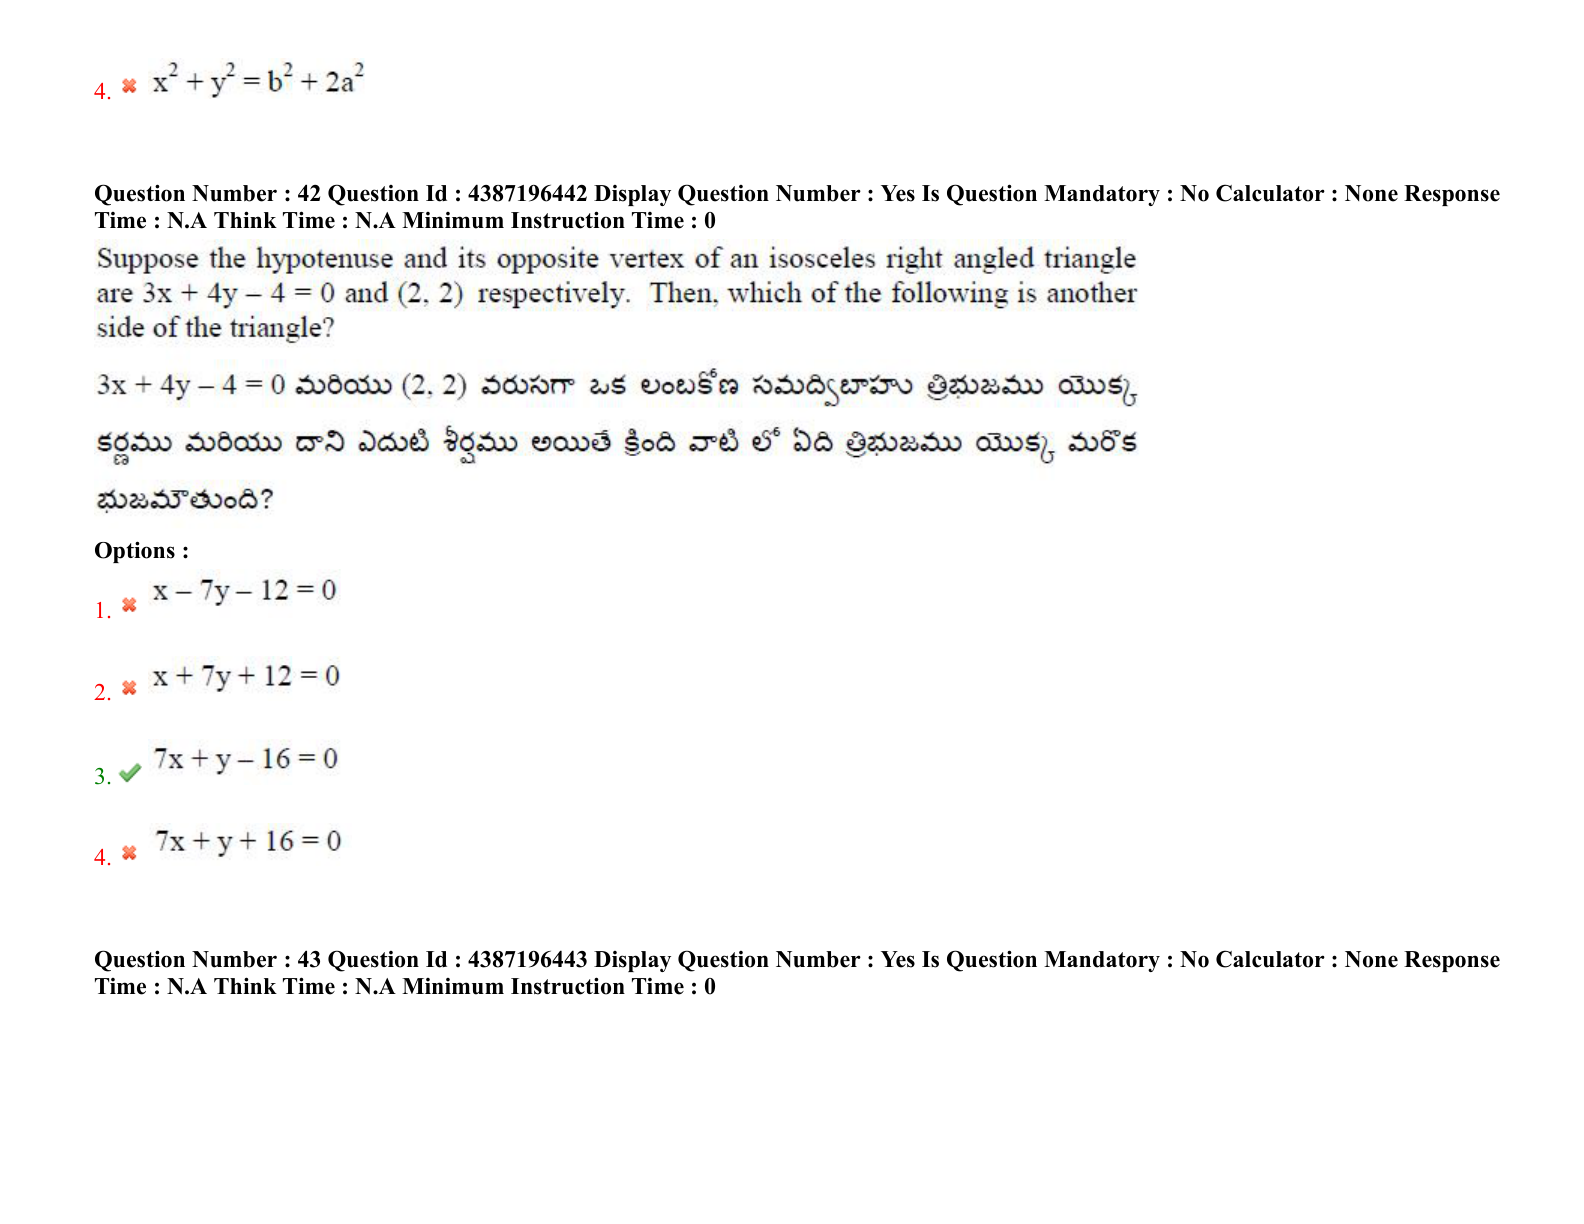 4. x² + y² = b² + 2a²
Question Number : 42 Question Id : 4387196442 Display Question Number : Yes Is Question Mandatory : No Calculator : None Response
Time : N.A Think Time : N.A Minimum Instruction Time : 0
Suppose the hypotenuse and its opposite vertex of an isosceles right angled triangle
are 3x + 4y – 4 = 0 and (2, 2) respectively. Then, which of the following is another
side of the triangle?
3x + 4y – 4 = 0 మరియు (2, 2) వరుసగా ఒక లంబకోణ సమద్విబాహు త్రిభుజము యొక్క
కర్ణము మరియు దాని ఎదుటి శీర్షము అయితే క్రింది వాటి లో ఏది త్రిభుజము యొక్క మరొక
భుజమౌతుంది?
Options :
1. x – 7y – 12 = 0
2. x + 7y + 12 = 0
3. 7x + y – 16 = 0
4. 7x + y + 16 = 0
Question Number : 43 Question Id : 4387196443 Display Question Number : Yes Is Question Mandatory : No Calculator : None Response
Time : N.A Think Time : N.A Minimum Instruction Time : 0